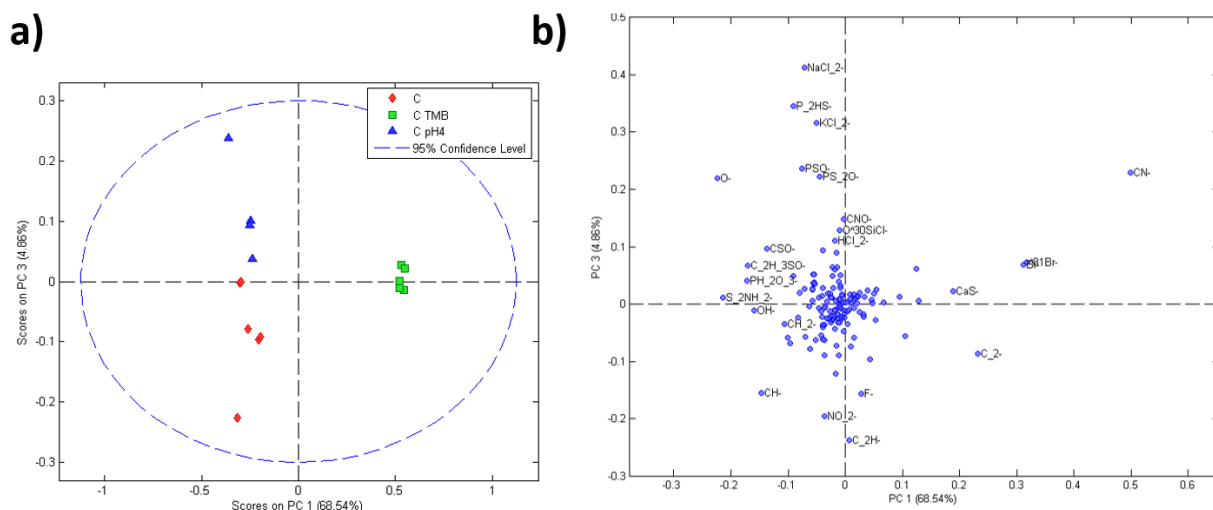 a)
0.3
0.2
0.1
0
-0.1
-0.2
-0.3
-1
-0.5
0
0.5
1
Scores on PC 3 (4.86%)
Scores on PC 1 (68.54%)
C
C TMB
C pH4
95% Confidence Level
b)
0.5
0.4
0.3
0.2
0.1
0
-0.1
-0.2
-0.3
-0.3
-0.2
-0.1
0
0.1
0.2
0.3
0.4
0.5
0.6
PC 3 (4.86%)
PC 1 (68.54%)
NaCl_2-
P_2HS-
KCl_2-
PSO-
PS_2O-
O-
CN-
CNO-
O^30SiCl-
HCl_2-
CSO-
C_2H_3SO-
PH_2O_3-
S_2NH_2-
OH-
CH_2-
CaS-
C_2-
CH-
F-
NO_2-
C_2H-